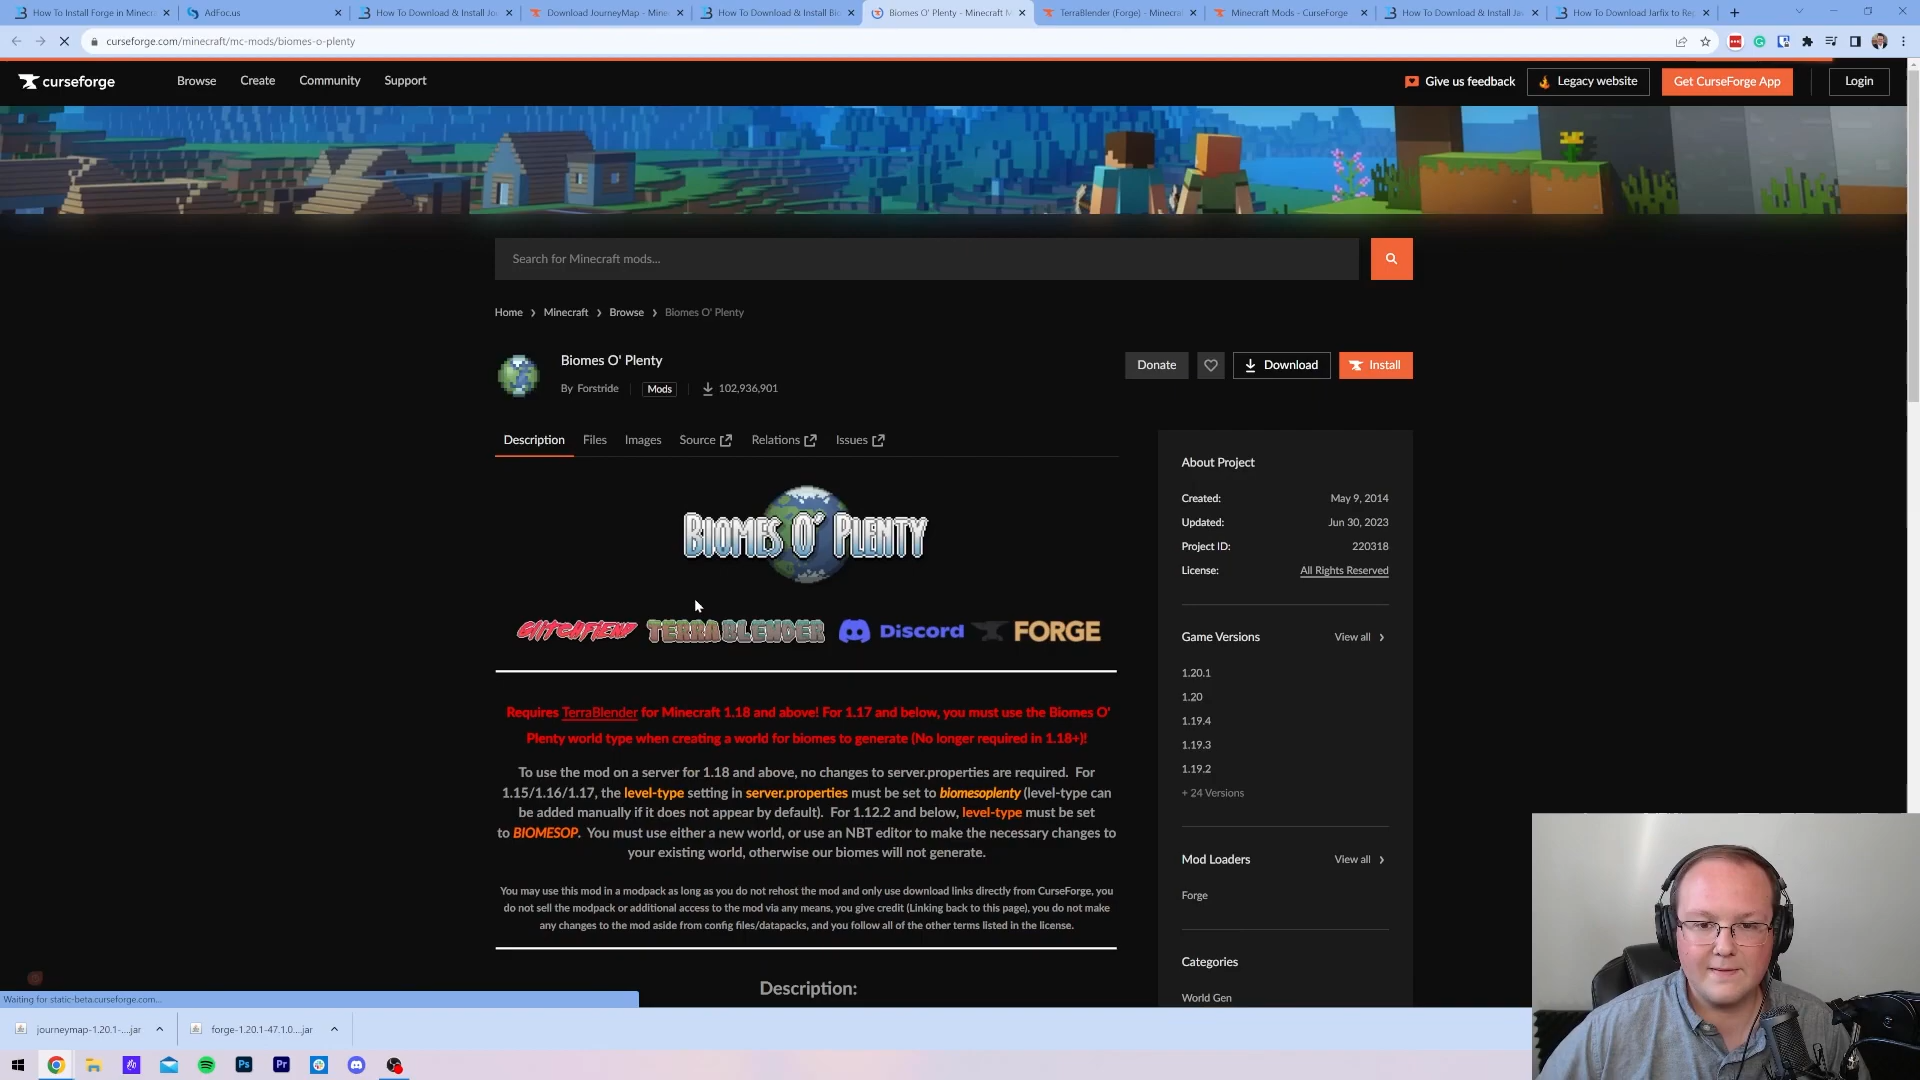 How To Install Forge in Minecr
AdFoc.us
How To Download & Install Jo
Download JourneyMap - Mine
How To Download & Install Bi
Biomes O' Plenty - Minecraft M
TerraBlender (Forge) - Minecra
Minecraft Mods - CurseForge
How To Download & Install Ja
How To Download Jarfix to Re
curseforge.com/minecraft/mc-mods/biomes-o-plenty
curseforge
Browse
Create
Community
Support
Give us feedback
Legacy website
Get CurseForge App
Login
Search for Minecraft mods...
Home > Minecraft > Browse > Biomes O' Plenty
Biomes O' Plenty
By Forstride
Mods
102,936,901
Donate
Download
Install
Description
Files
Images
Source
Relations
Issues
BIOMES O' PLENTY
GLITCHFIEND TERRABLENDER Discord FORGE
Requires TerraBlender for Minecraft 1.18 and above! For 1.17 and below, you must use the Biomes O'
Plenty world type when creating a world for biomes to generate (No longer required in 1.18+)!
To use the mod on a server for 1.18 and above, no changes to server.properties are required. For
1.15/1.16/1.17, the level-type setting in server.properties must be set to biomesoplenty (level-type can
be added manually if it does not appear by default). For 1.12.2 and below, level-type must be set
to BIOMESOP. You must use either a new world, or use an NBT editor to make the necessary changes to
your existing world, otherwise our biomes will not generate.
You may use this mod in a modpack as long as you do not rehost the mod and only use download links directly from CurseForge, you
do not sell the modpack or additional access to the mod via any means, you give credit (Linking back to this page), you do not make
any changes to the mod aside from config files/datapacks, and you follow all of the other terms listed in the license.
Description:
About Project
Created: May 9, 2014
Updated: Jun 30, 2023
Project ID: 220318
License: All Rights Reserved
Game Versions
View all >
1.20.1
1.20
1.19.4
1.19.3
1.19.2
+ 24 Versions
Mod Loaders
View all >
Forge
Categories
World Gen
Waiting for static-beta.curseforge.com...
journeymap-1.20.1-....jar
forge-1.20.1-47.1.0....jar
Ps
Pr